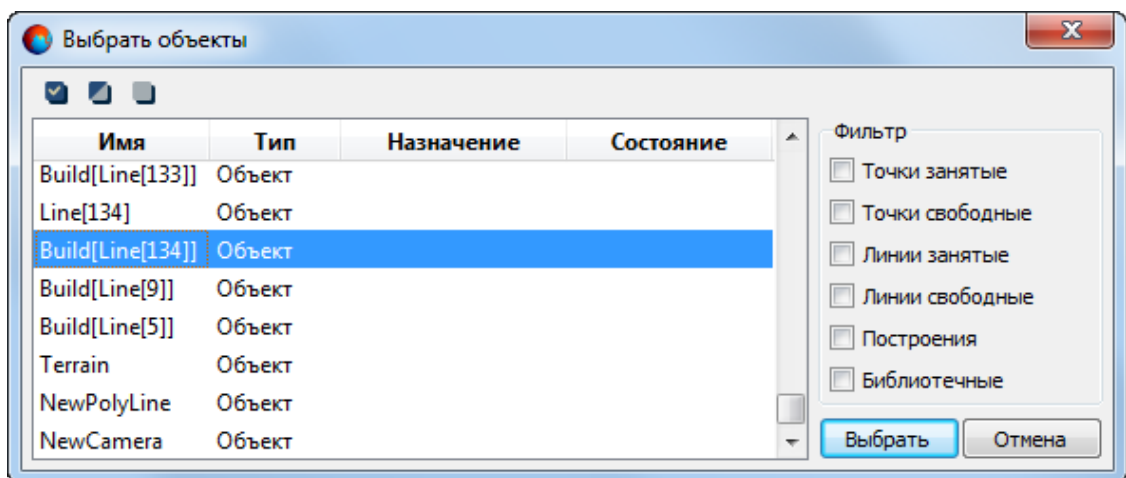 Выбрать объекты
Имя Тип Назначение Состояние
Build[Line[133]] Объект
Line[134] Объект
Build[Line[134]] Объект
Build[Line[9]] Объект
Build[Line[5]] Объект
Terrain Объект
NewPolyLine Объект
NewCamera Объект
Фильтр
Точки занятые
Точки свободные
Линии занятые
Линии свободные
Построения
Библиотечные
Выбрать Отмена